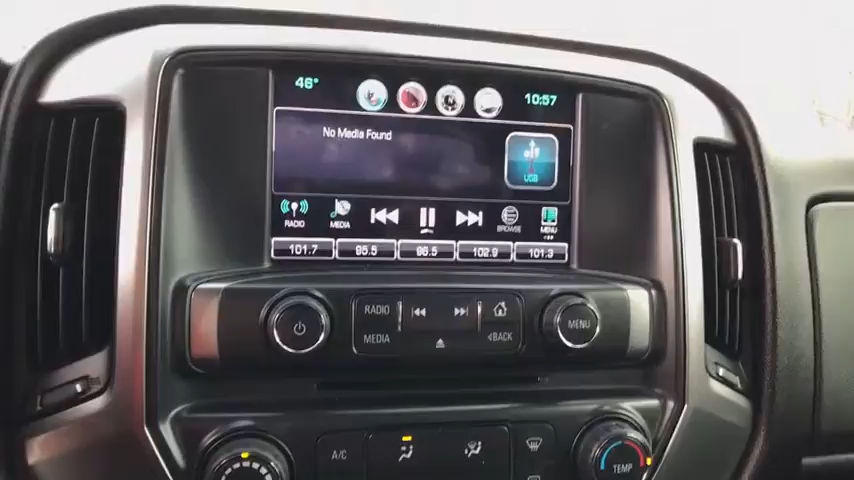 46° 10:57
No Media Found
USB
RADIO MEDIA BROWSE MENU
101.7 95.5 96.5 102.9 101.3
RADIO
MEDIA BACK
MENU
A/C
TEMP